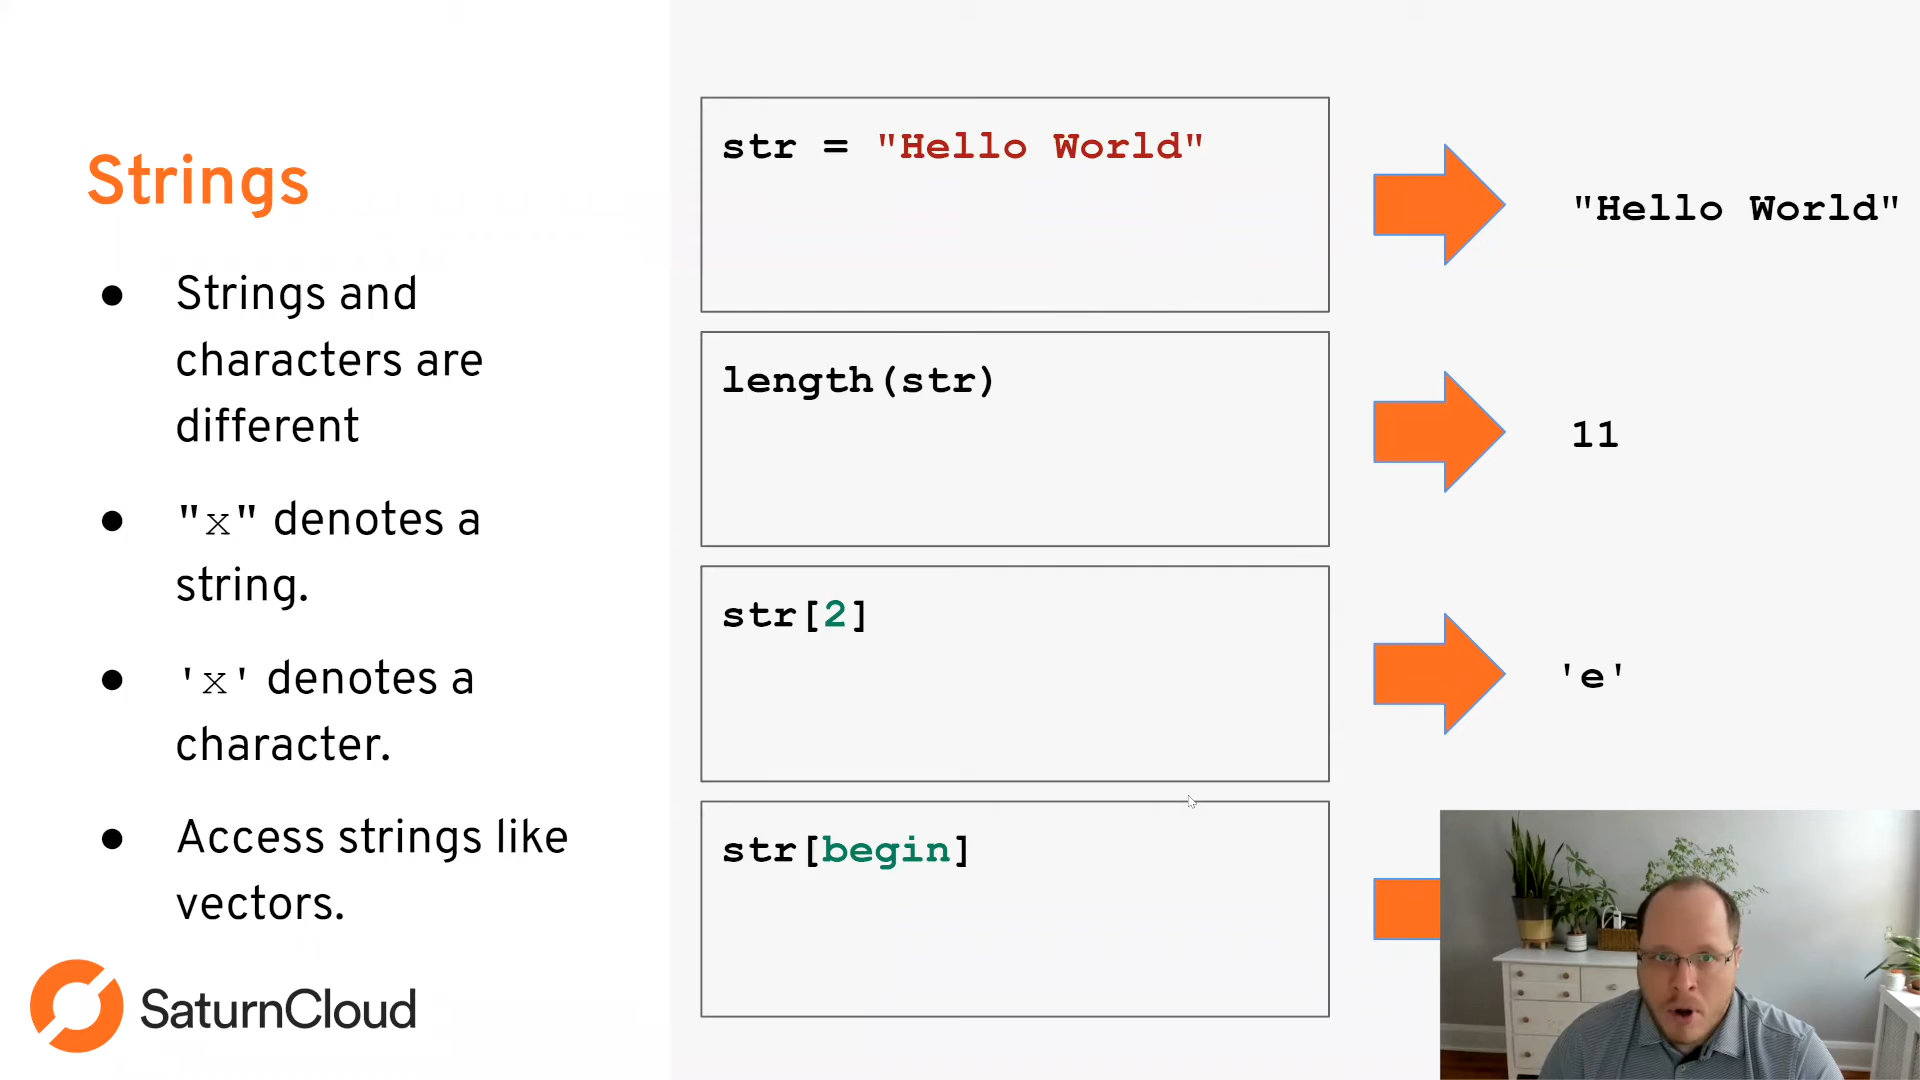 Strings
● Strings and
characters are
different
● "x" denotes a
string.
● 'x' denotes a
character.
● Access strings like
vectors.
SaturnCloud
str = "Hello World"
"Hello World"
length(str)
11
str[2]
'e'
str[begin]